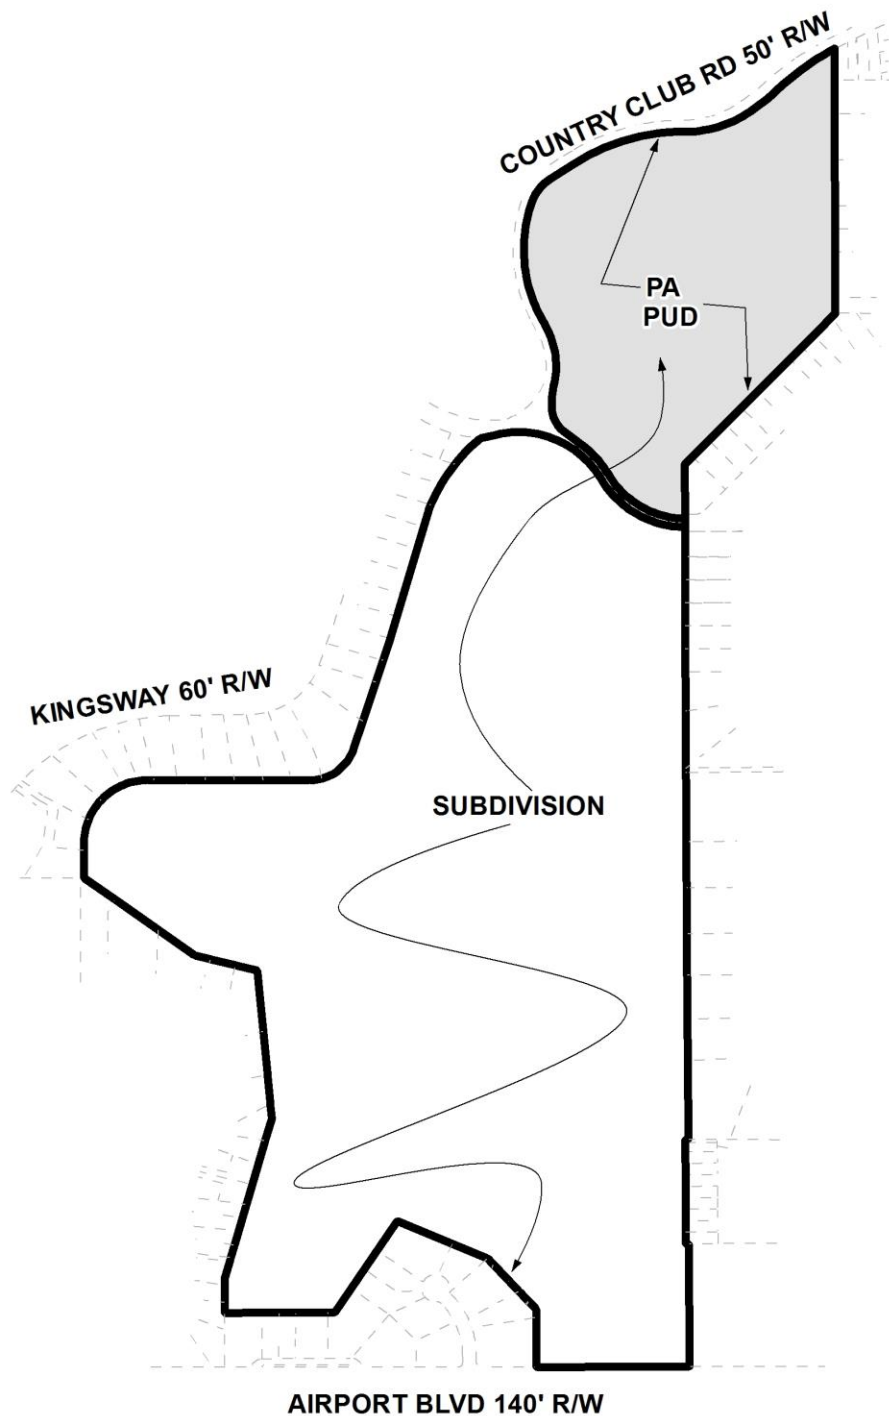 COUNTRY CLUB RD 50' R/W
PA
PUD
KINGSWAY 60' R/W
SUBDIVISION
AIRPORT BLVD 140' R/W